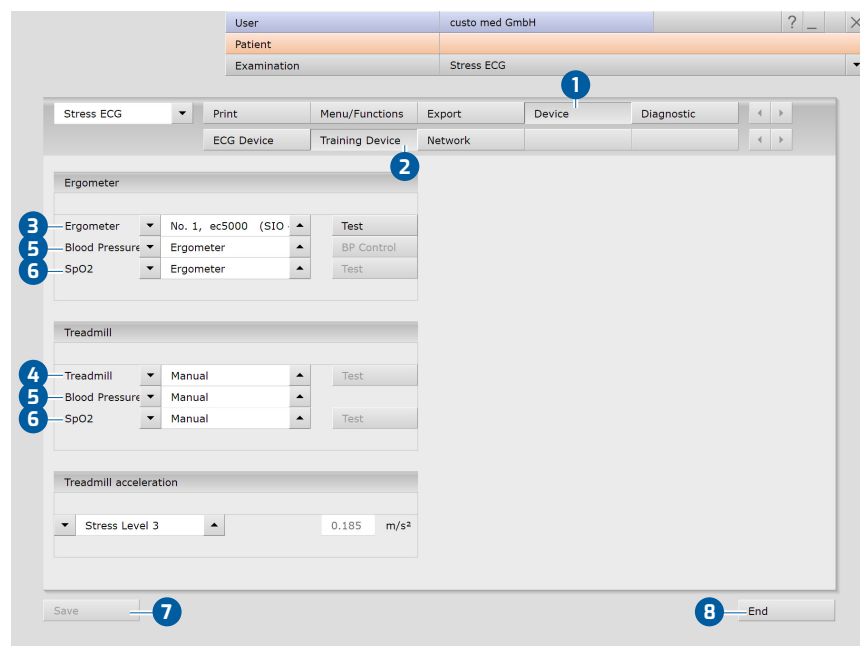 User custo med GmbH ? _ X
Patient
Examination Stress ECG
1
Stress ECG Print Menu/Functions Export Device Diagnostic
ECG Device Training Device Network
2
Ergometer
3 Ergometer No. 1, ec5000 (SIO - Test
5 Blood Pressure Ergometer BP Control
6 SpO2 Ergometer Test
Treadmill
4 Treadmill Manual Test
5 Blood Pressure Manual
6 SpO2 Manual Test
Treadmill acceleration
Stress Level 3 0.185 m/s²
Save 7 8 End